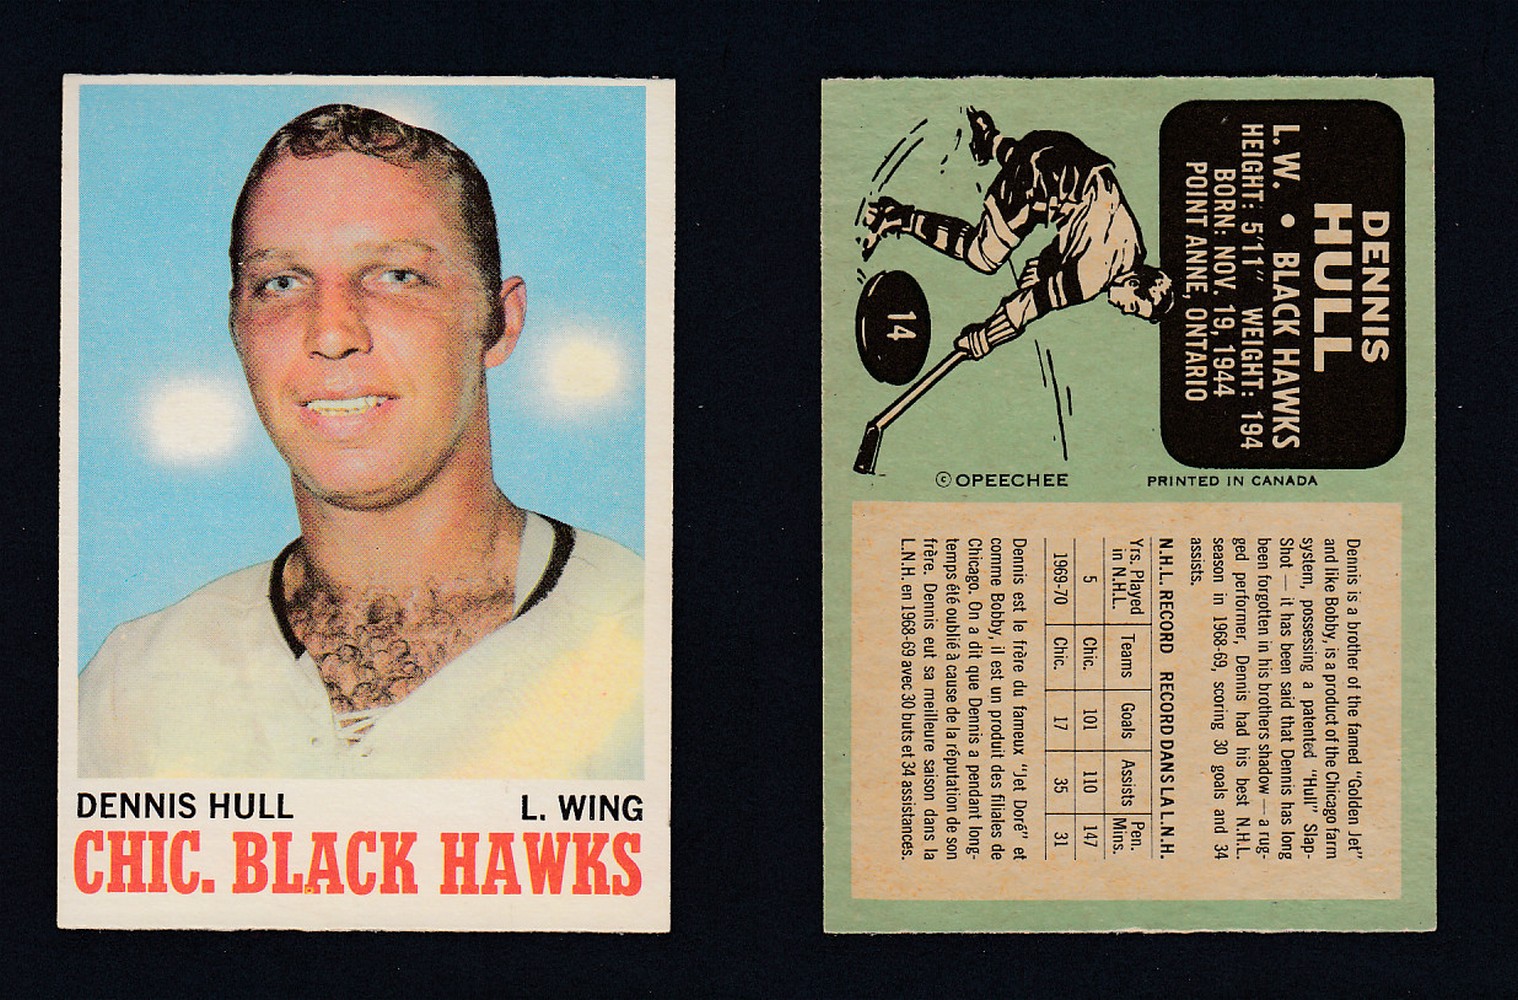 DENNIS HULL L. WING
CHIC. BLACK HAWKS
DENNIS
HULL
L. W. • BLACK HAWKS
HEIGHT: 5'11" WEIGHT: 194
BORN: NOV. 19, 1944
POINT ANNE, ONTARIO
14
© OPEECHEE PRINTED IN CANADA
Dennis is a brother of the famed "Golden Jet"
and like Bobby, is a product of the Chicago farm
system, possessing a patented "Hull" Slap-
Shot — it has been said that Dennis has long
been forgotten in his brothers shadow — a rug-
ged performer, Dennis had his best N.H.L.
season in 1968-69, scoring 30 goals and 34
assists.
N.H.L. RECORD RECORD DANS LA L.N.H.
Yrs. Played in N.H.L. Teams Goals Assists Pen. Mins.
5 Chic. 101 110 147
1969-70 Chic. 17 35 31
Dennis est le frère du fameux "Jet Doré" et
comme Bobby, il est un produit des filiales de
Chicago. On a dit que Dennis a pendant long-
temps été oublié à cause de la réputation de son
frère. Dennis eut sa meilleure saison dans la
L.N.H. en 1968-69 avec 30 buts et 34 assistances.